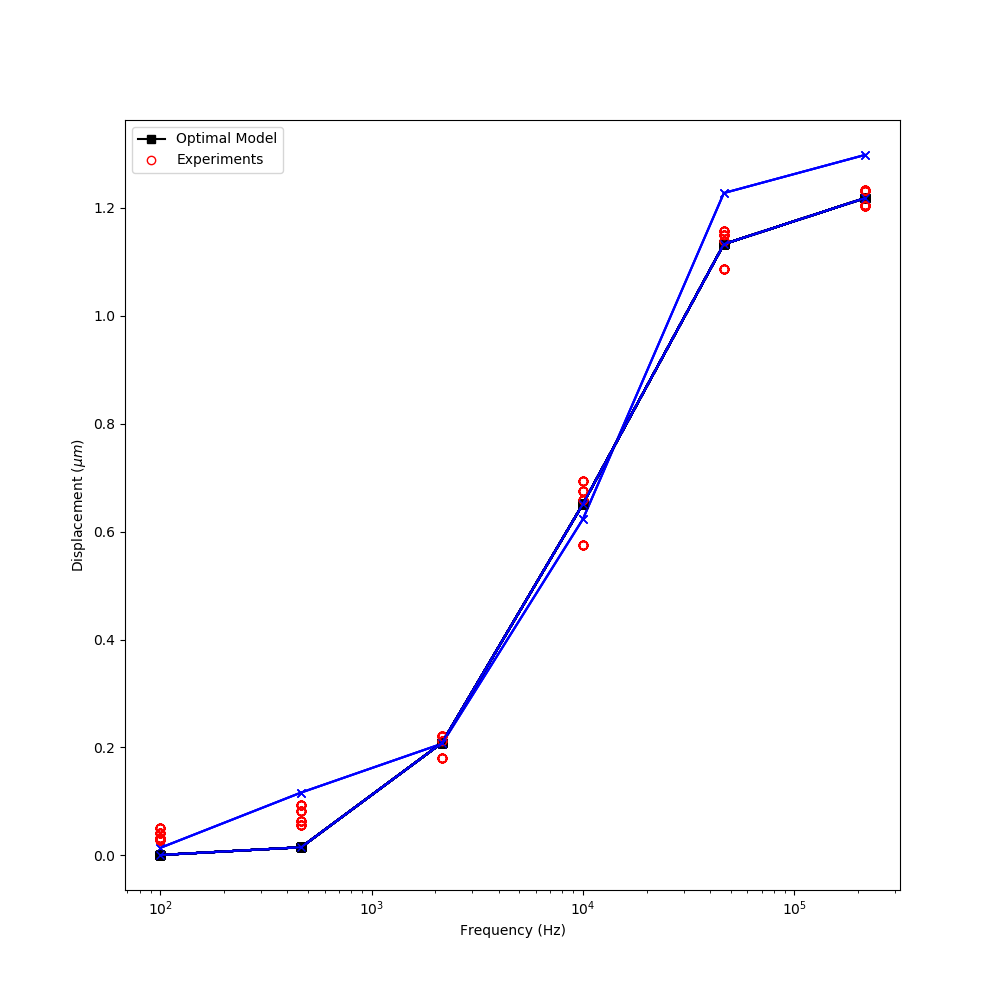 Optimal Model
Experiments
1.2
1.0
0.8
0.6
0.4
0.2
0.0
Displacement (μm)
10²
10³
10⁴
10⁵
Frequency (Hz)